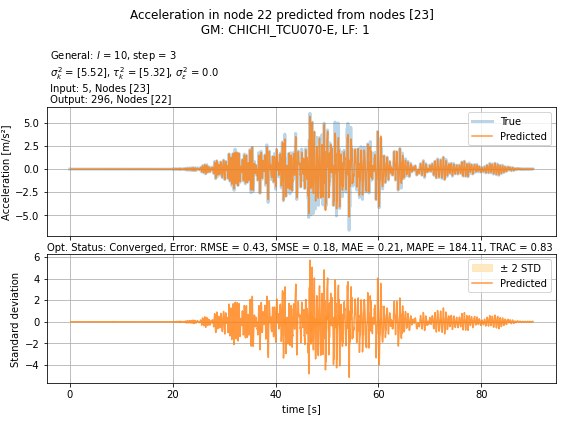 Acceleration in node 22 predicted from nodes [23]
GM: CHICHI_TCU070-E, LF: 1
General: l = 10, step = 3
σ²ₖ = [5.52], τ²ₖ = [5.32], σ²ε = 0.0
Input: 5, Nodes [23]
Output: 296, Nodes [22]
Acceleration [m/s²]
5.0
2.5
0.0
−2.5
−5.0
True
Predicted
Opt. Status: Converged, Error: RMSE = 0.43, SMSE = 0.18, MAE = 0.21, MAPE = 184.11, TRAC = 0.83
Standard deviation
6
4
2
0
−2
−4
± 2 STD
Predicted
0 20 40 60 80
time [s]